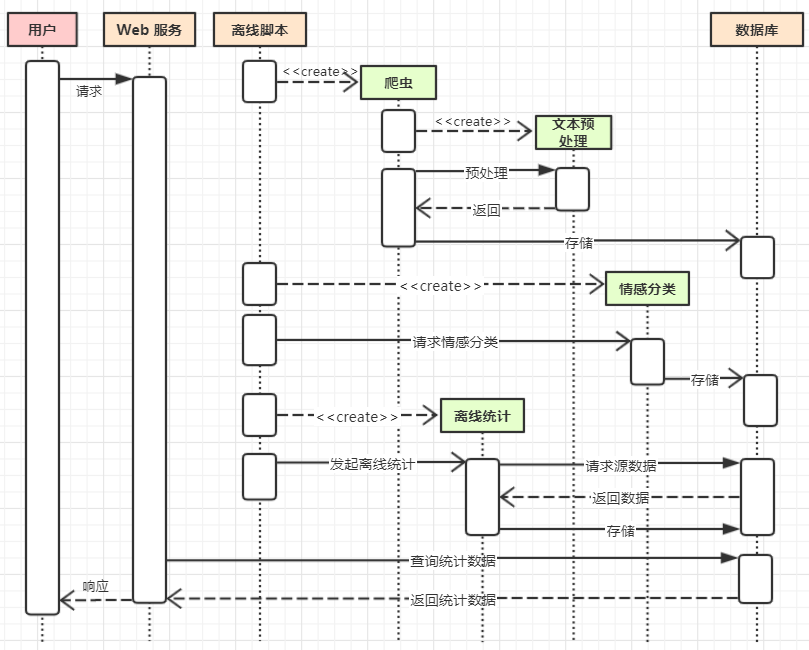 用户
Web 服务
离线脚本
数据库
<<create>>
爬虫
请求
<<create>>
文本预
处理
预处理
返回
存储
<<create>>
情感分类
请求情感分类
存储
<<create>>
离线统计
发起离线统计
请求源数据
返回数据
存储
查询统计数据
响应
返回统计数据